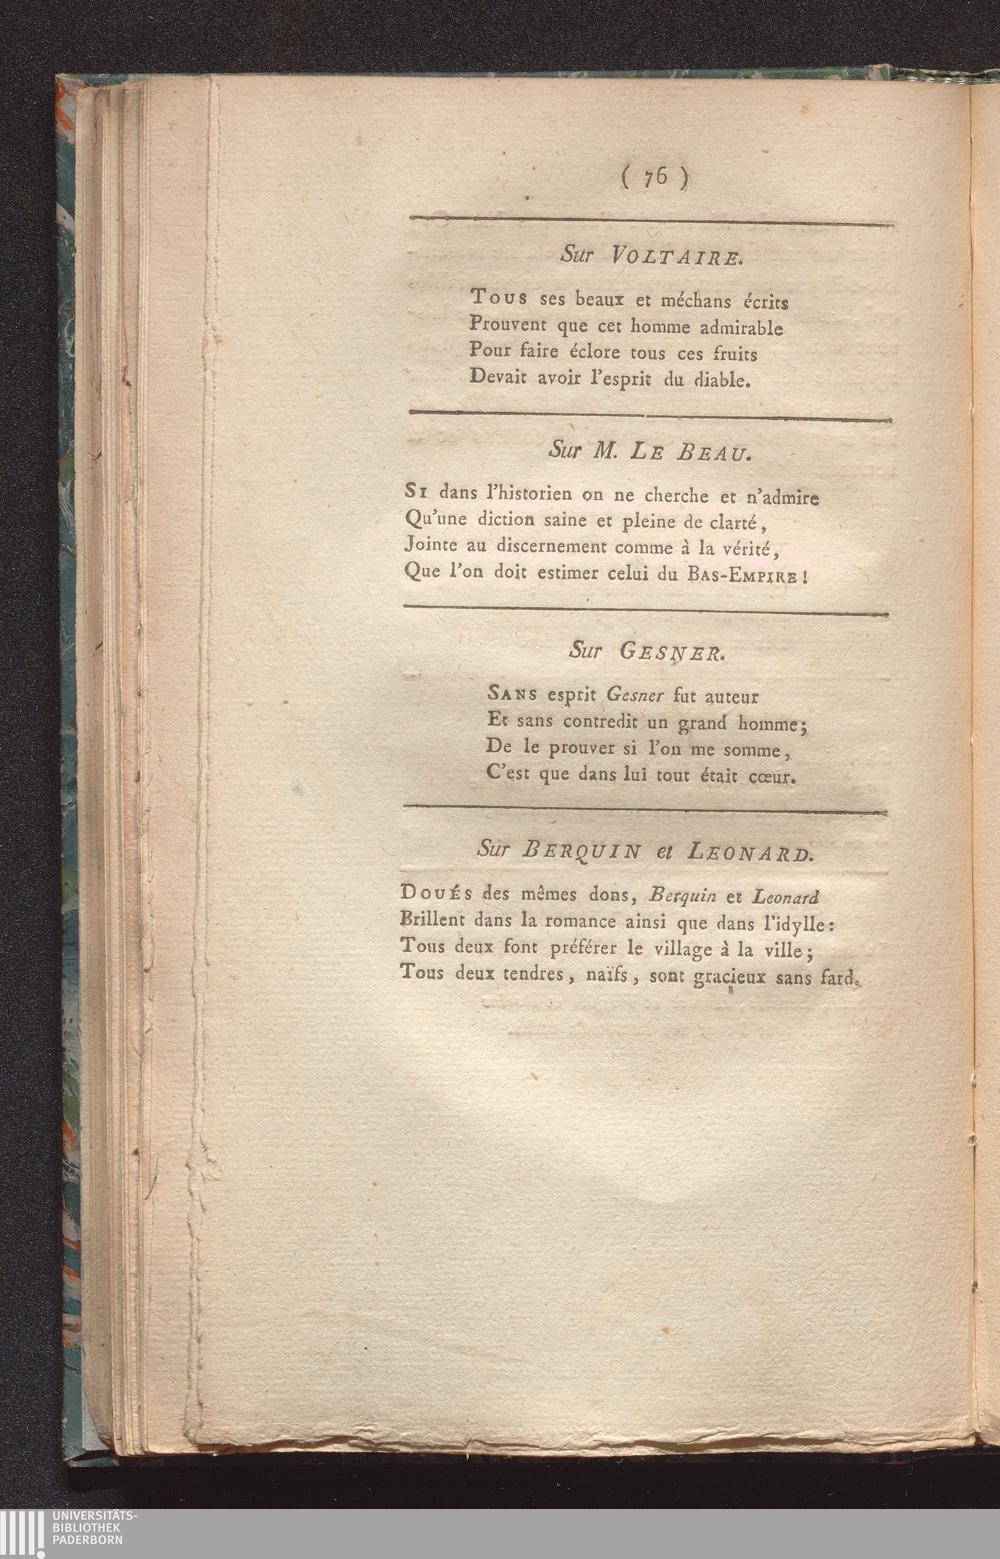 ( 76 )
Sur VOLTAIRE.
Tous ses beaux et méchans écrits
Prouvent que cet homme admirable
Pour faire éclore tous ces fruits
Devait avoir l'esprit du diable.
Sur M. LE BEAU.
Si dans l'historien on ne cherche et n'admire
Qu'une diction saine et pleine de clarté,
Jointe au discernement comme à la vérité,
Que l'on doit estimer celui du BAS-EMPIRE!
Sur GESNER.
SANS esprit Gesner fut auteur
Et sans contredit un grand homme;
De le prouver si l'on me somme,
C'est que dans lui tout était cœur.
Sur BERQUIN et LEONARD.
DOUÉS des mêmes dons, Berquin et Leonard
Brillent dans la romance ainsi que dans l'idylle:
Tous deux font préférer le village à la ville;
Tous deux tendres, naïfs, sont gracieux sans fard.
UNIVERSITÄTS-
BIBLIOTHEK
PADERBORN